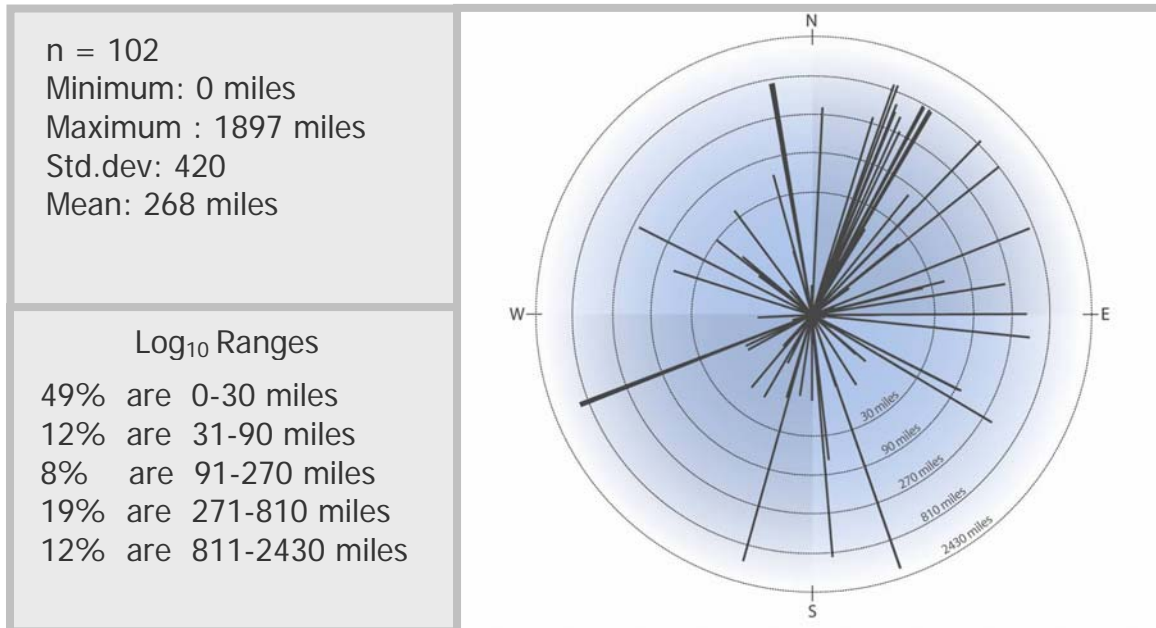 n = 102
Minimum: 0 miles
Maximum : 1897 miles
Std.dev: 420
Mean: 268 miles
Log₁₀ Ranges
49% are 0-30 miles
12% are 31-90 miles
8% are 91-270 miles
19% are 271-810 miles
12% are 811-2430 miles
N
W
E
30 miles
90 miles
270 miles
810 miles
2430 miles
S